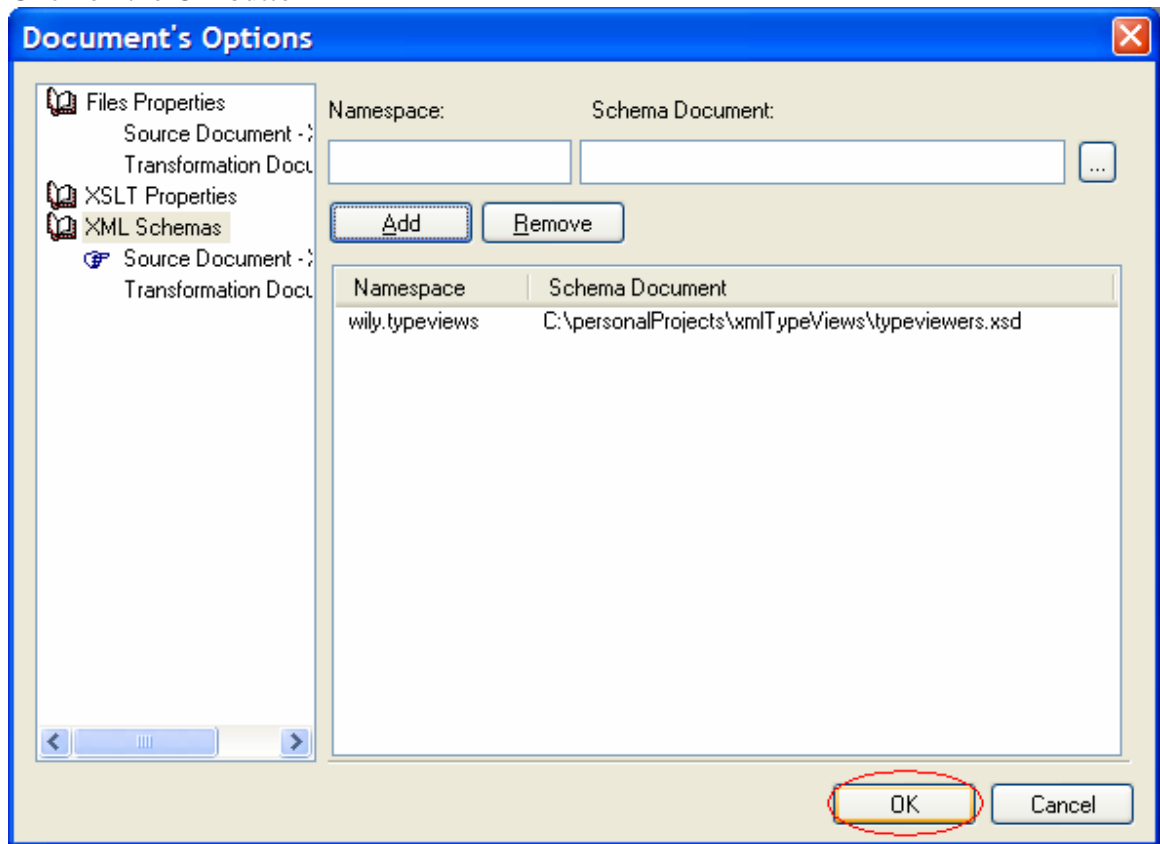 Document's Options
Files Properties
Source Document -
Transformation Docu
XSLT Properties
XML Schemas
Source Document -
Transformation Docu
Namespace: Schema Document:
...
Add Remove
Namespace Schema Document
wily.typeviews C:\personalProjects\xmlTypeViews\typeviewers.xsd
OK Cancel